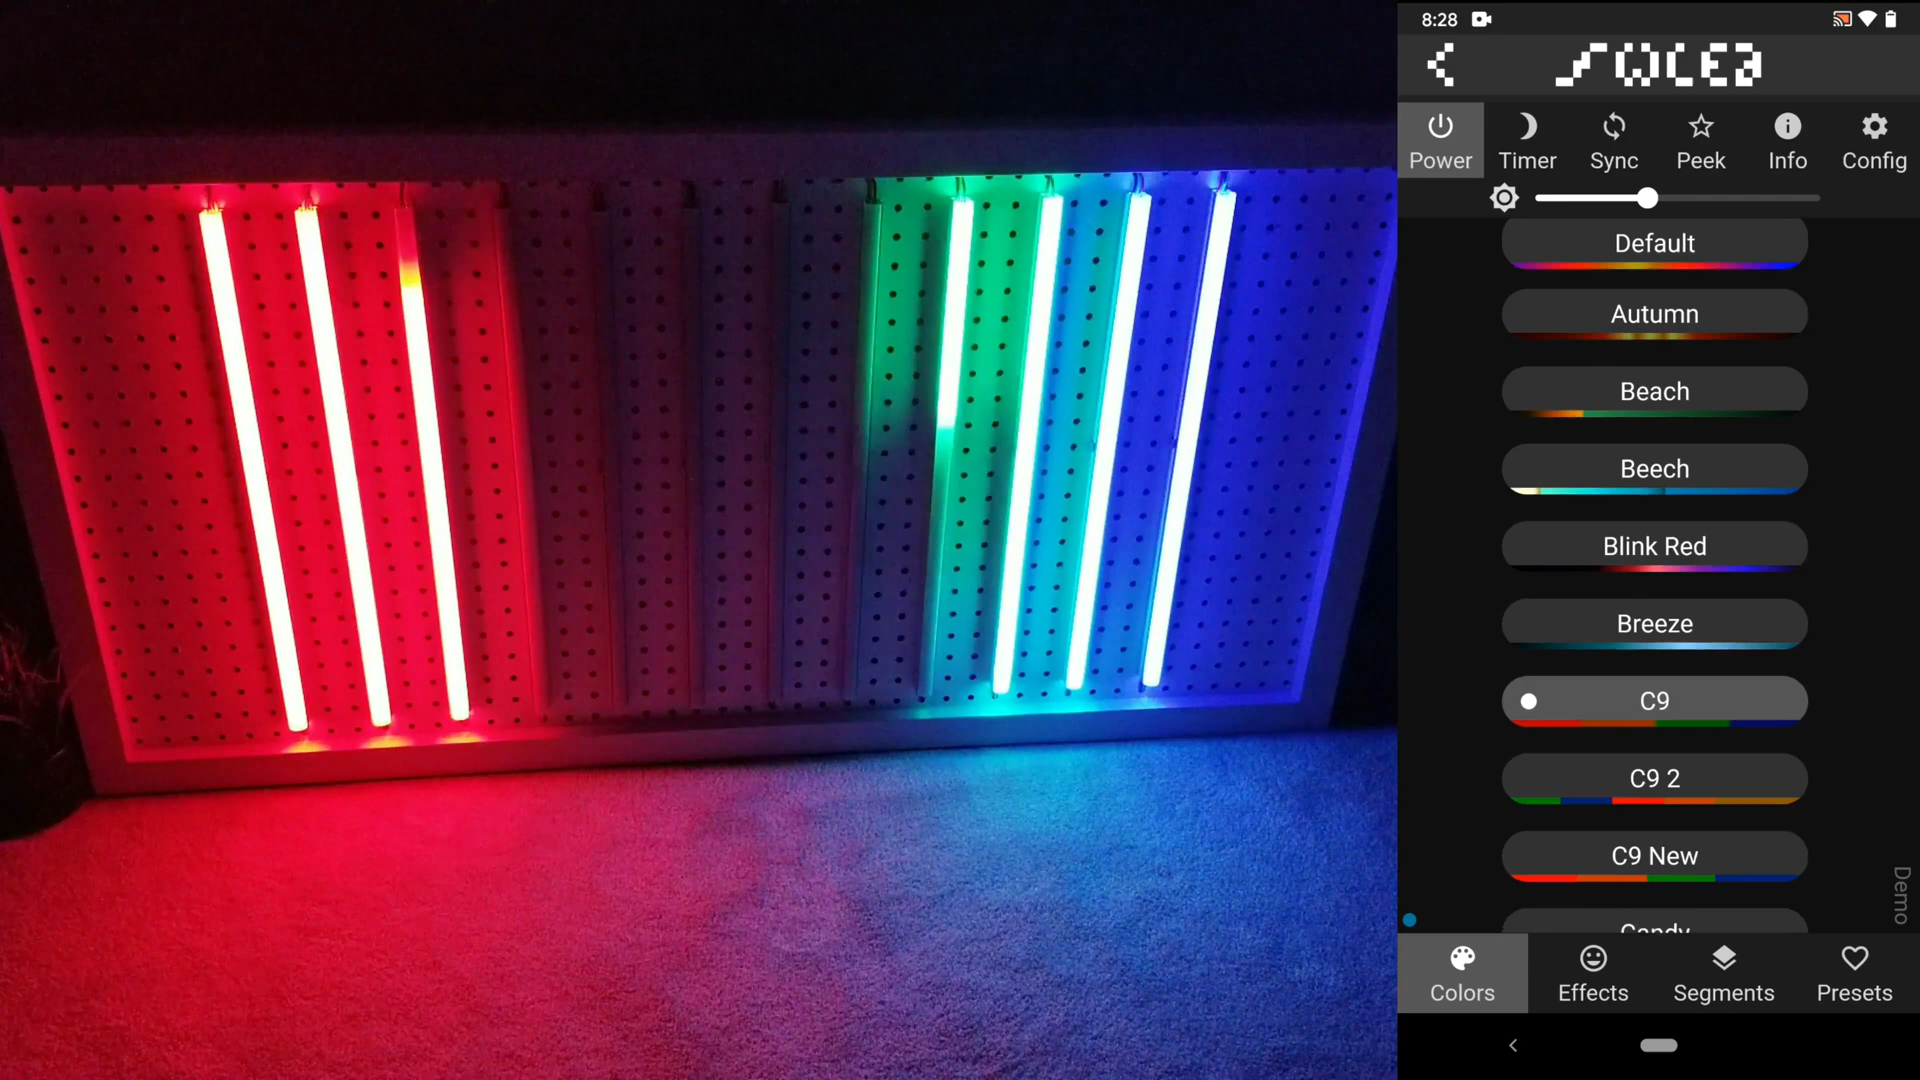 8:28
Power Timer Sync Peek Info Config
Default
Autumn
Beach
Beech
Blink Red
Breeze
C9
C9 2
C9 New
Candy
Demo
Colors Effects Segments Presets